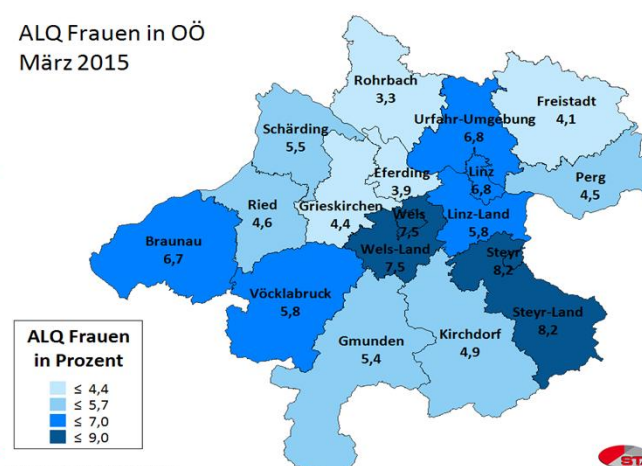 ALQ Frauen in OÖ
März 2015
Rohrbach
3,3
Freistadt
4,1
Urfahr-Umgebung
6,8
Schärding
5,5
Eferding
3,9
Linz
6,8
Perg
4,5
Ried
4,6
Grieskirchen
4,4
Wels
7,5
Linz-Land
5,8
Braunau
6,7
Wels-Land
7,5
Steyr
8,2
Vöcklabruck
5,8
Steyr-Land
8,2
Gmunden
5,4
Kirchdorf
4,9
ALQ Frauen
in Prozent
≤ 4,4
≤ 5,7
≤ 7,0
≤ 9,0